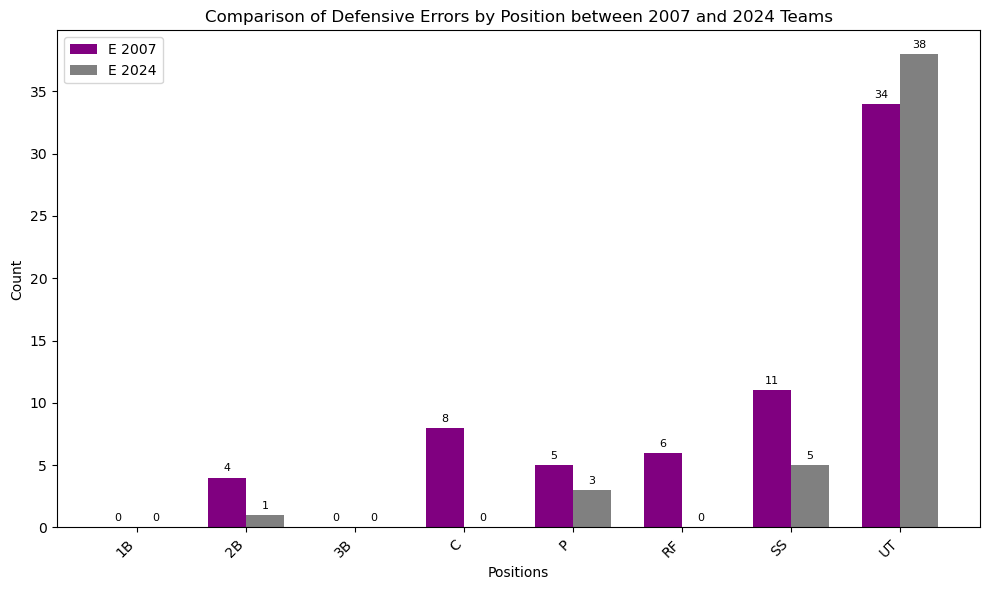 Comparison of Defensive Errors by Position between 2007 and 2024 Teams
E 2007
E 2024
Count
35
30
25
20
15
10
5
0
0
0
4
1
0
0
8
0
5
3
6
0
11
5
34
38
1B
2B
3B
C
P
RF
SS
UT
Positions